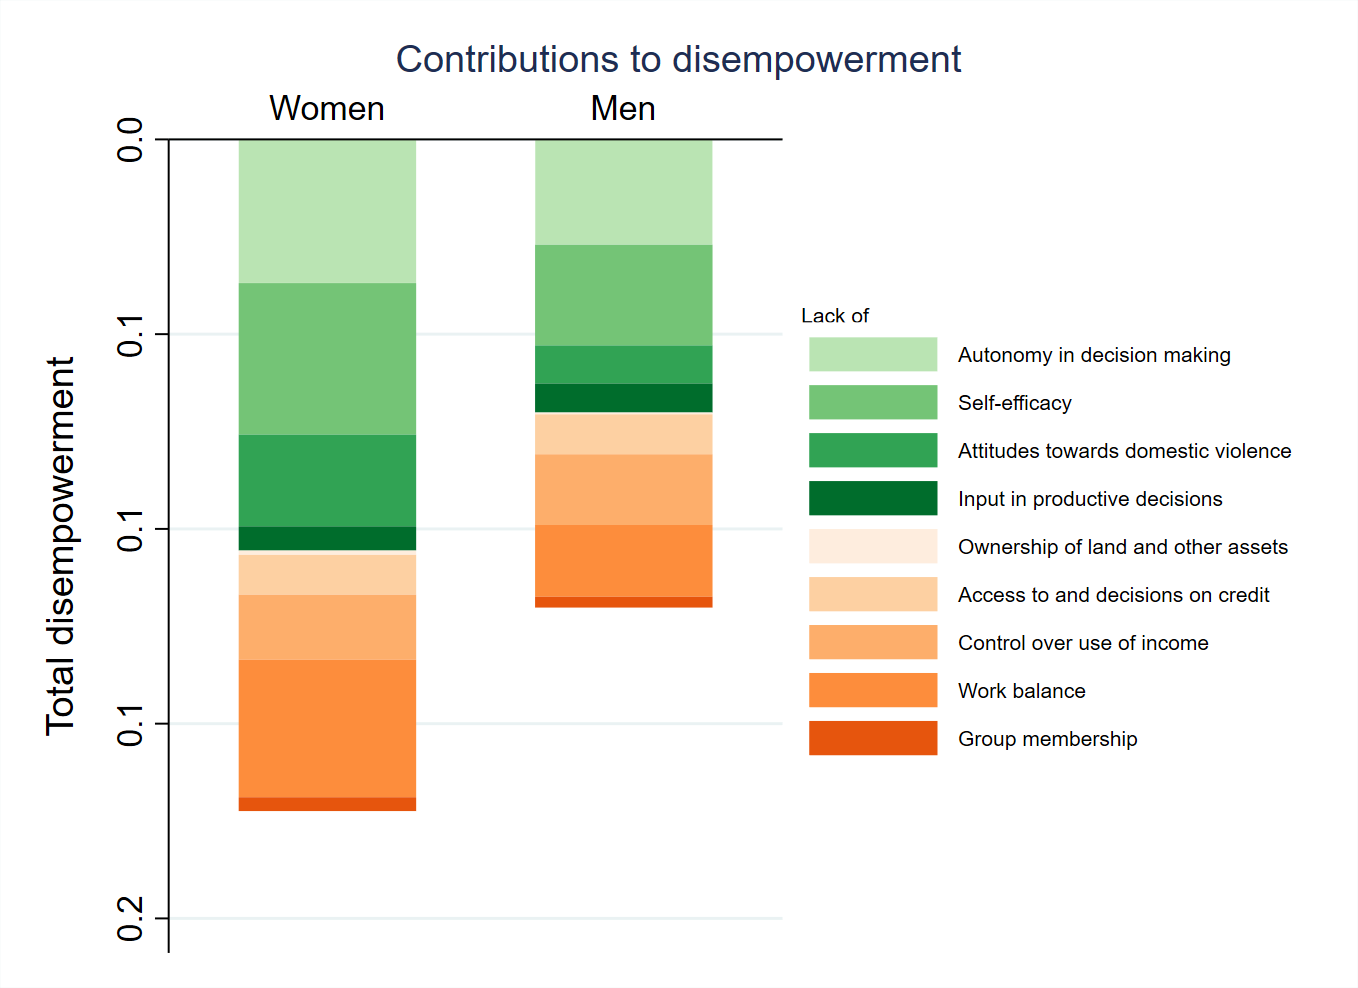 Contributions to disempowerment
Women Men
0.0
0.1
0.1
0.1
0.2
Total disempowerment
Lack of
Autonomy in decision making
Self-efficacy
Attitudes towards domestic violence
Input in productive decisions
Ownership of land and other assets
Access to and decisions on credit
Control over use of income
Work balance
Group membership